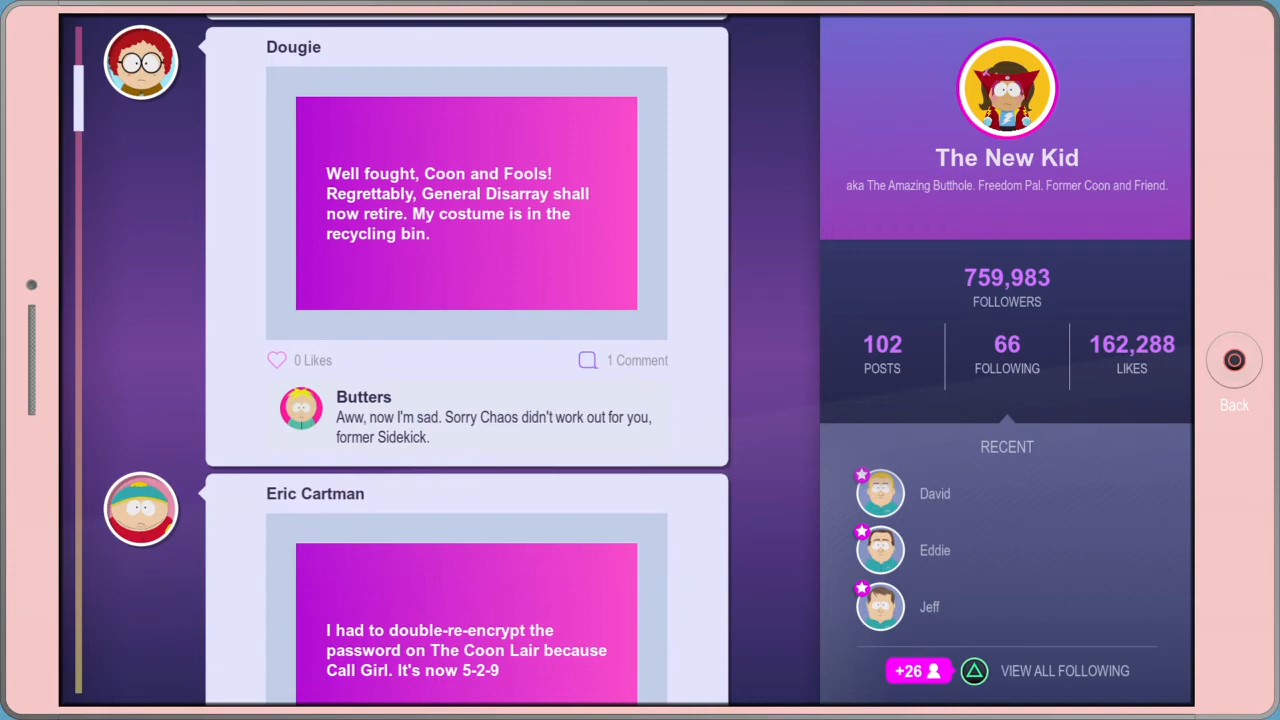 Dougie
Well fought, Coon and Fools!
Regrettably, General Disarray shall
now retire. My costume is in the
recycling bin.
0 Likes
1 Comment
Butters
Aww, now I'm sad. Sorry Chaos didn't work out for you,
former Sidekick.
Eric Cartman
I had to double-re-encrypt the
password on The Coon Lair because
Call Girl. It's now 5-2-9
The New Kid
aka The Amazing Butthole. Freedom Pal. Former Coon and Friend.
759,983
FOLLOWERS
102
POSTS
66
FOLLOWING
162,288
LIKES
RECENT
David
Eddie
Jeff
+26
VIEW ALL FOLLOWING
Back